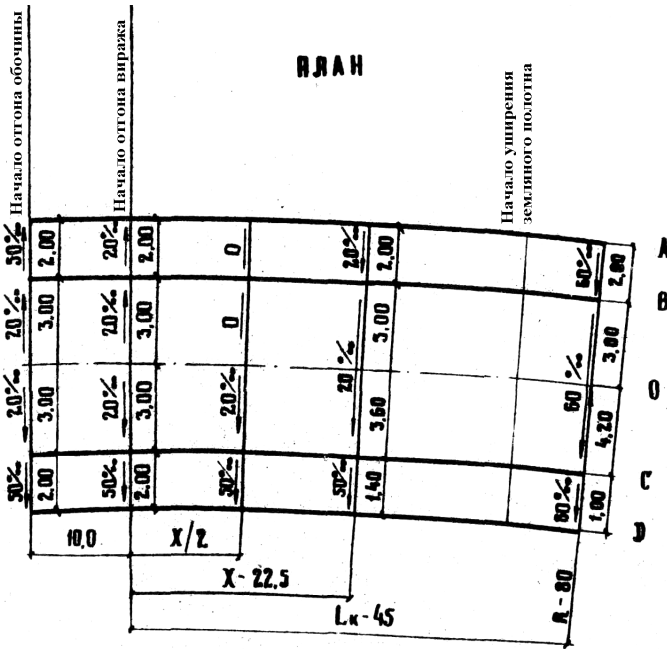 ПЛАН
Начало отгона обочины
Начало отгона виража
Начало уширения
земляного полотна
50‰ 2,00 20‰ 2,00 0 20‰ 2,00 60‰ 2,00 A
20‰ 3,00 20‰ 3,00 0 3,00 3,00 B
20‰ 60‰ 0
20‰ 3,00 20‰ 3,00 20‰ 3,60 4,20
50‰ 2,00 50‰ 2,00 50‰ 50‰ 1,40 60‰ 1,00 C
D
10,0 X/2
X-22,5
Lк-45
R-80